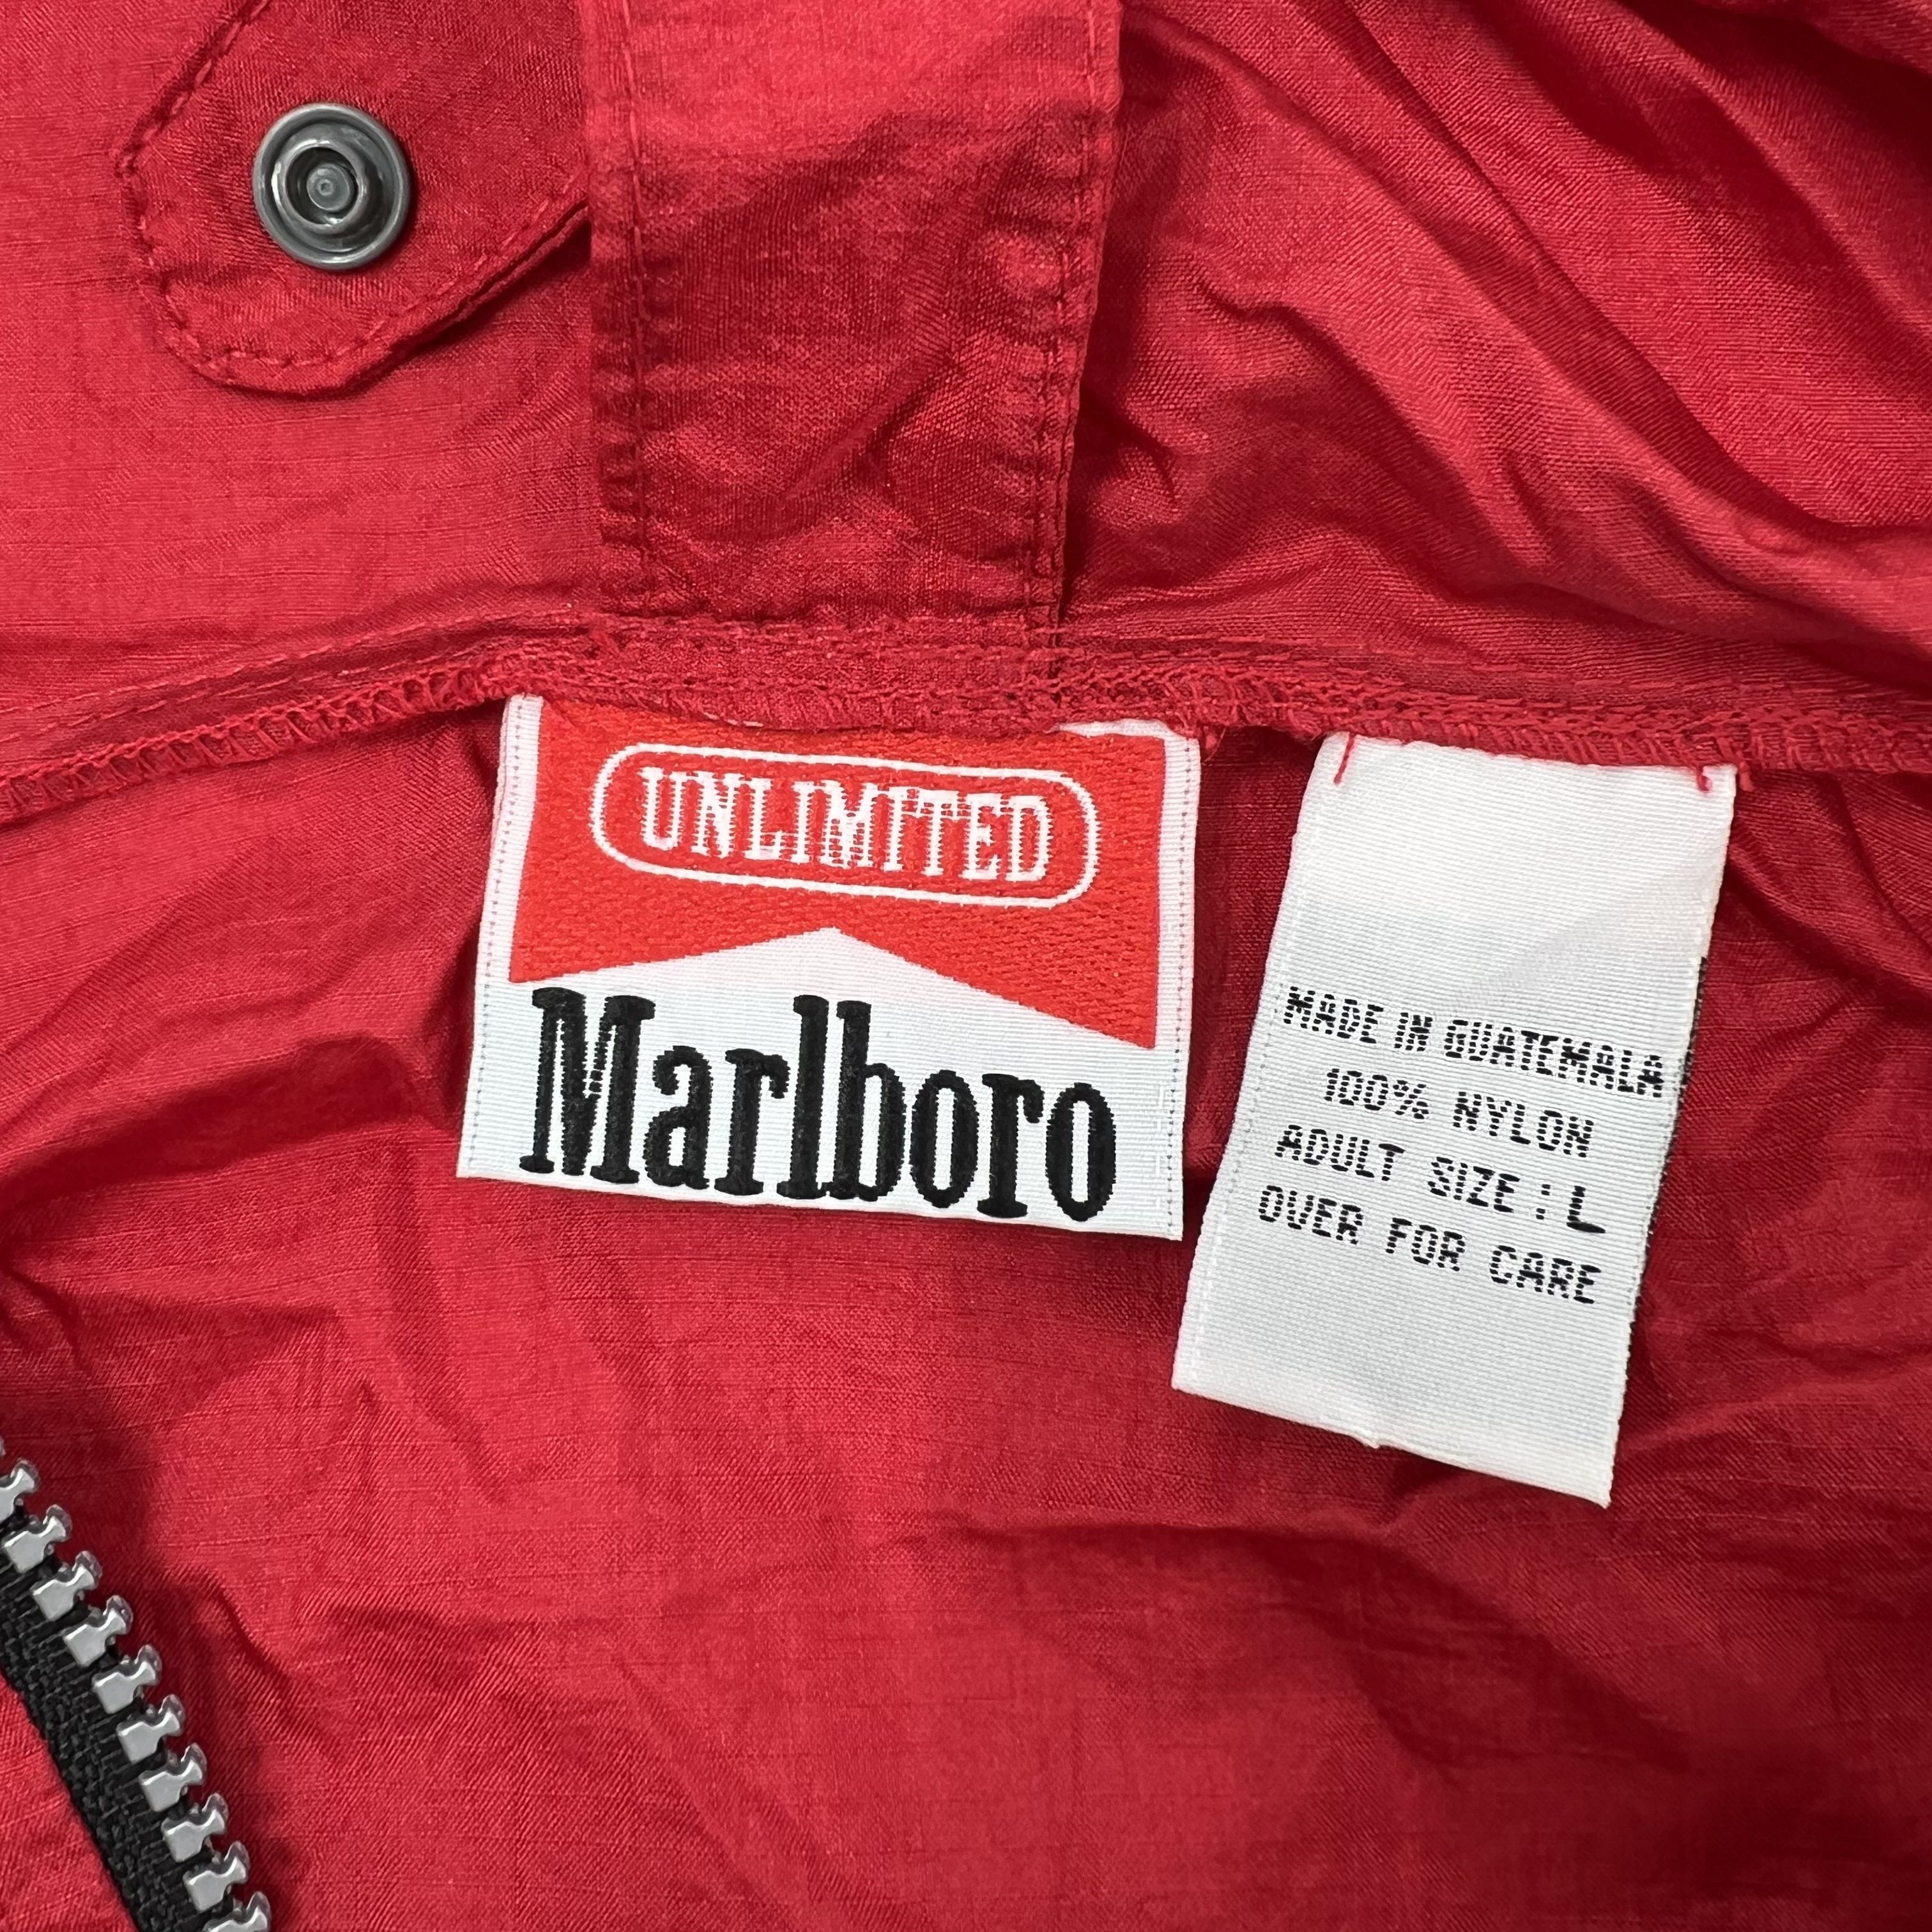 UNLIMITED
Marlboro
MADE IN GUATEMALA
100% NYLON
ADULT SIZE : L
OVER FOR CARE